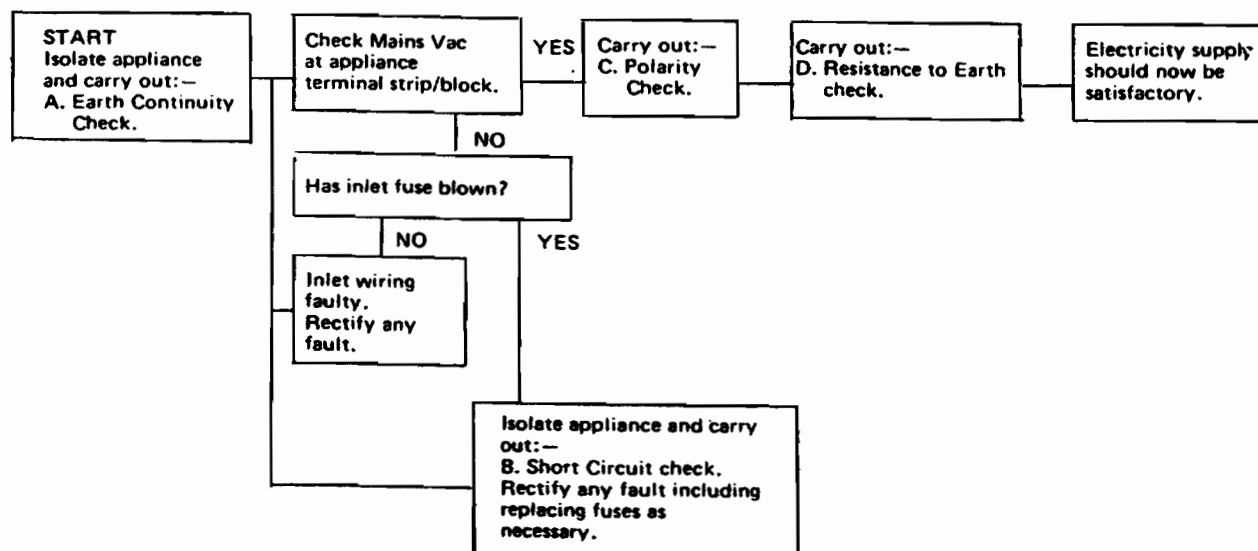 START
Isolate appliance
and carry out:—
A. Earth Continuity
Check.
Check Mains Vac
at appliance
terminal strip/block.
YES
Carry out:—
C. Polarity
Check.
Carry out:—
D. Resistance to Earth
check.
Electricity supply
should now be
satisfactory.
NO
Has inlet fuse blown?
NO
YES
Inlet wiring
faulty.
Rectify any
fault.
Isolate appliance and carry
out:—
B. Short Circuit check.
Rectify any fault including
replacing fuses as
necessary.